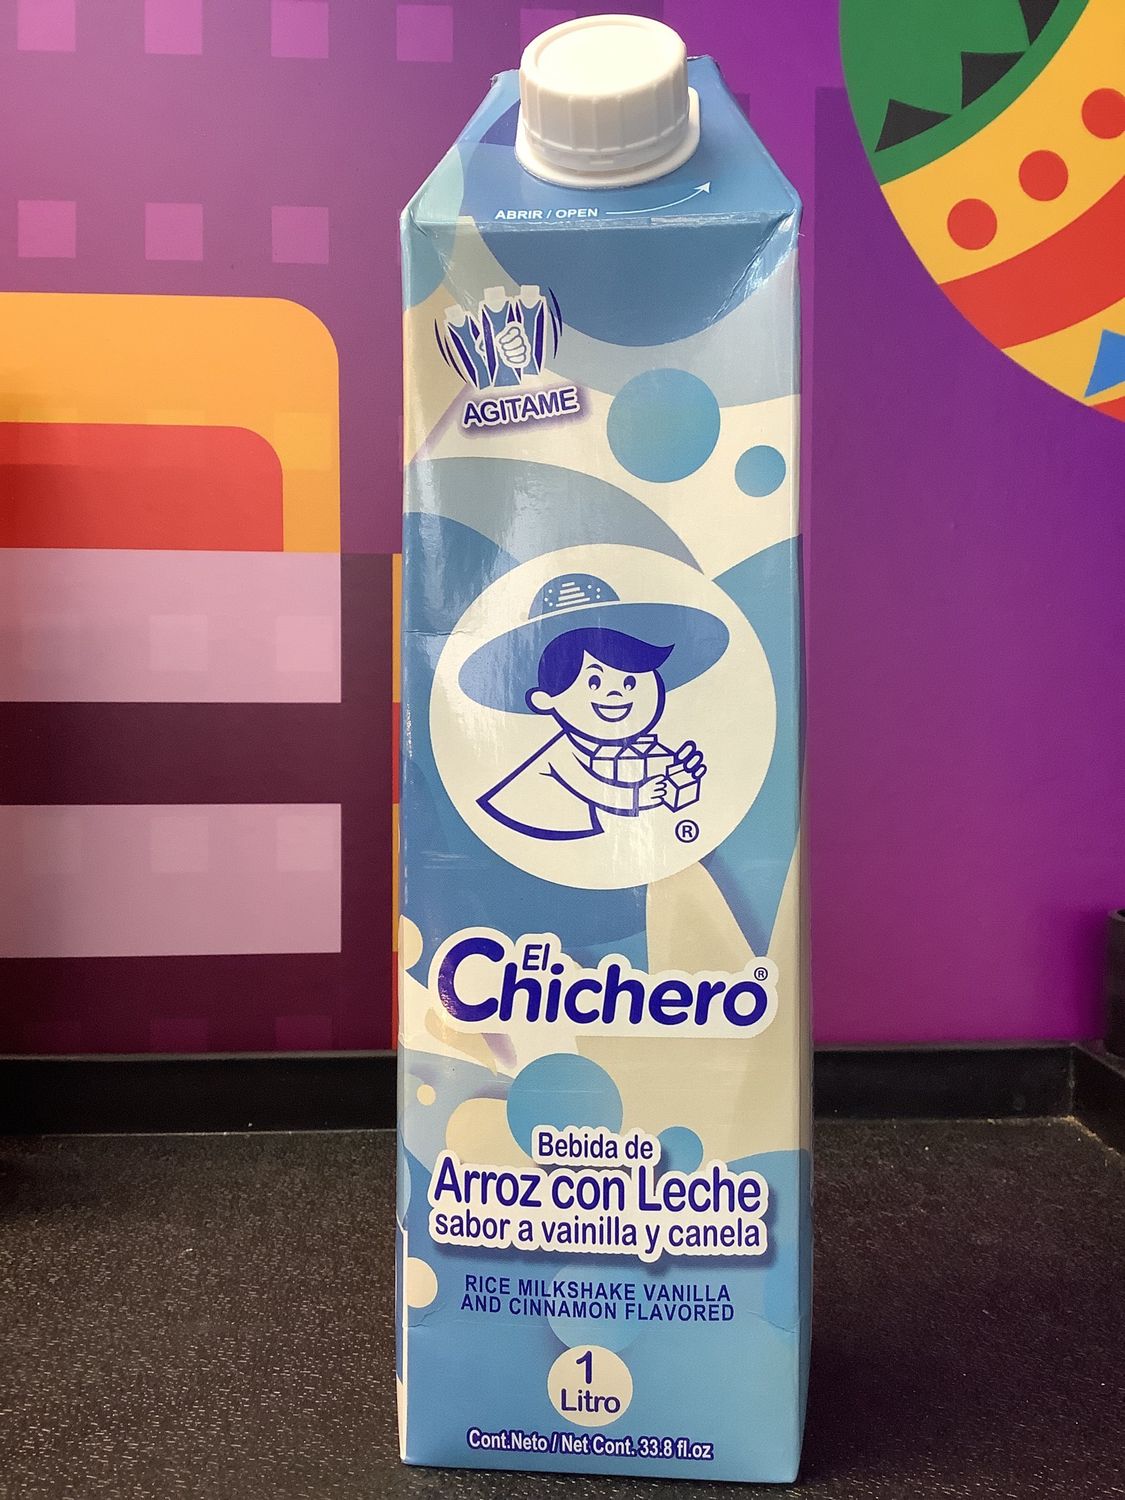 ABRIR / OPEN
AGITAME
®
El
Chichero®
Bebida de
Arroz con Leche
sabor a vainilla y canela
RICE MILKSHAKE VANILLA
AND CINNAMON FLAVORED
1
Litro
Cont.Neto / Net Cont. 33.8 fl.oz